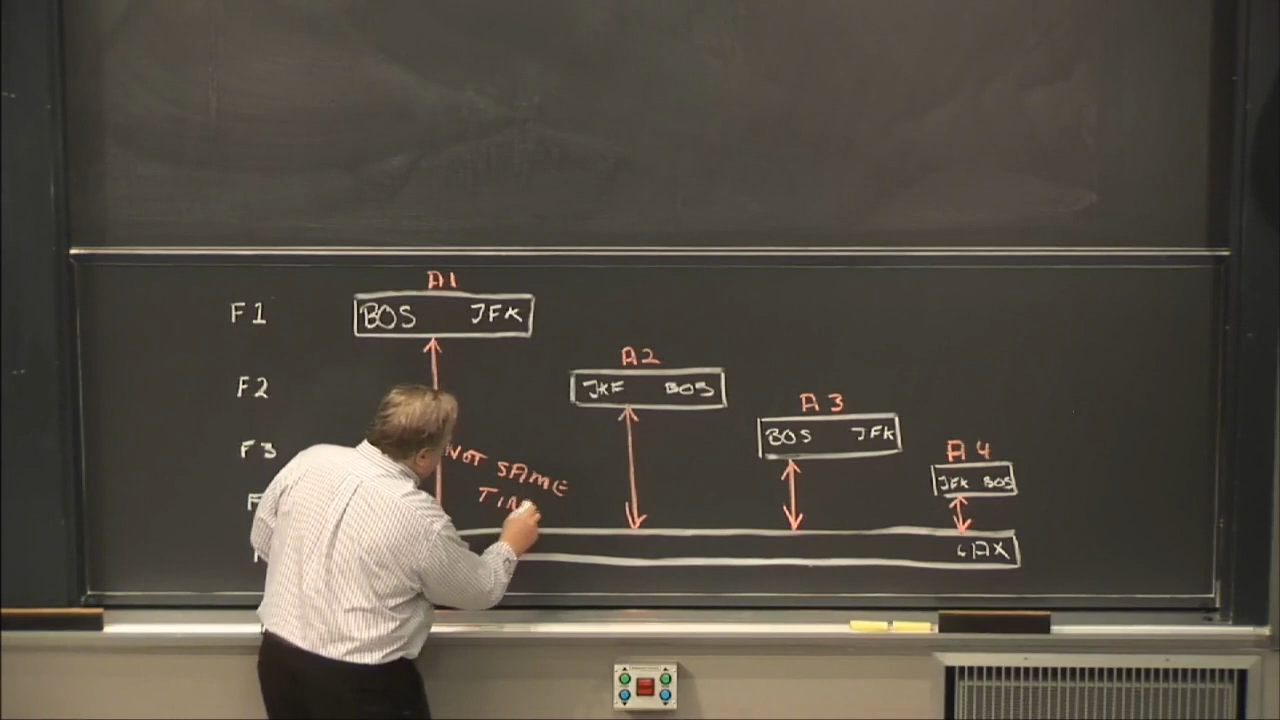 A1
F1 BOS JFK
A2
F2 JKF BOS
A3
F3 BOS JFK
A4
JFK BOS
NOT SAME
LAX